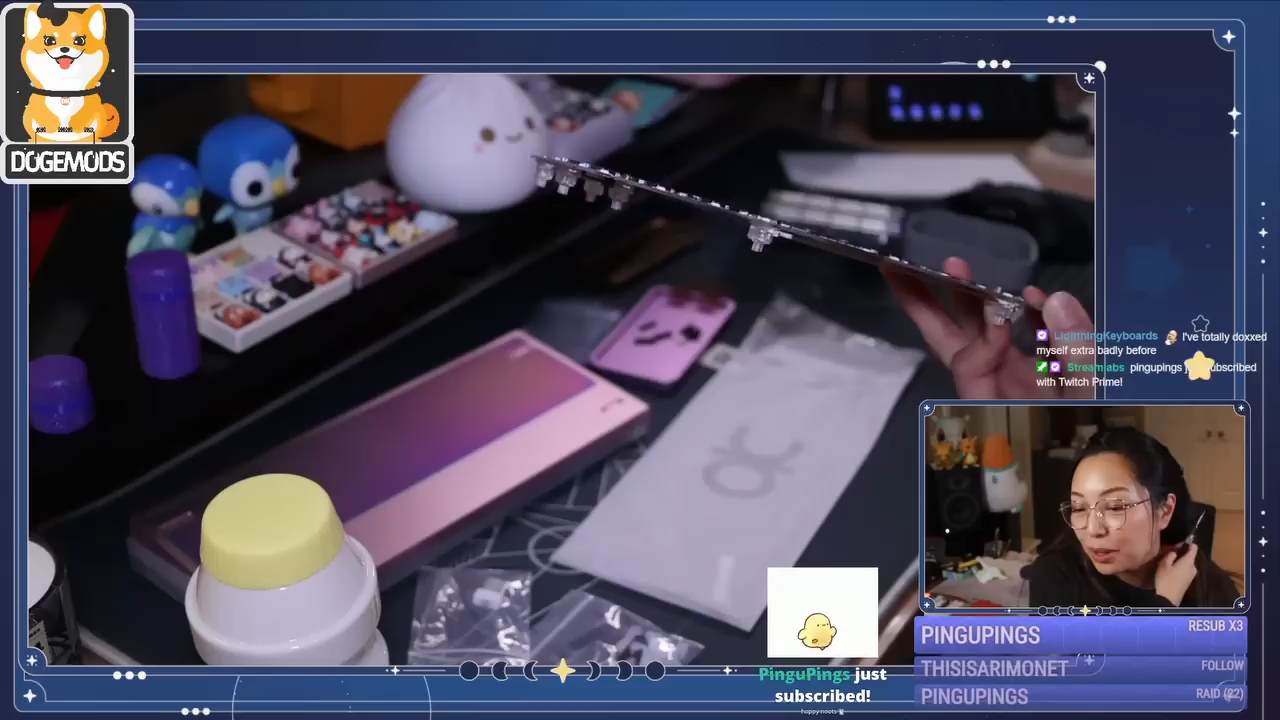 DOGEMODS
LightningKeyboards I've totally doxxed
myself extra badly before
Streamlabs pingupings subscribed
with Twitch Prime!
PinguPings just
subscribed!
PINGUPINGS RESUB X3
THISISARIMONET FOLLOW
PINGUPINGS RAID (22)